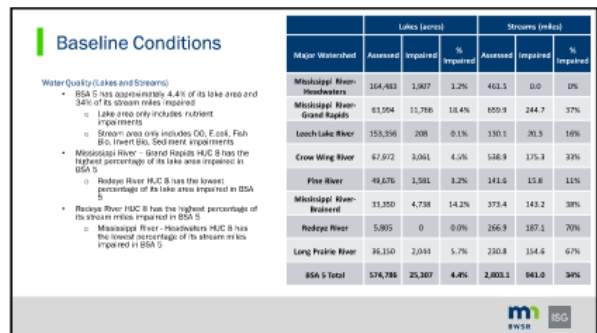 Baseline Conditions
Water Quality (Lakes and Streams)
• BSA 5 has approximately 4.4% of its lake area and
34% of its stream miles impaired
o Lake area only includes nutrient
impairments
o Stream area only includes DO, E.coli, Fish
Bio, Invert Bio, Sediment impairments
• Mississippi River - Grand Rapids HUC 8 has the
highest percentage of its lake area impaired in
BSA 5
o Redeye River HUC 8 has the lowest
percentage of its lake area impaired in BSA
5
• Redeye River HUC 8 has the highest percentage of
its stream miles impaired in BSA 5
o Mississippi River - Headwaters HUC 8 has
the lowest percentage of its stream miles
impaired in BSA 5
Lakes (acres) Streams (miles)
Major Watershed Assessed Impaired % Impaired Assessed Impaired % Impaired
Mississippi River-Headwaters 164,483 1,907 1.2% 461.5 0.0 0%
Mississippi River-Grand Rapids 63,994 11,766 18.4% 659.9 244.7 37%
Leech Lake River 153,356 208 0.1% 130.1 20.3 16%
Crow Wing River 67,972 3,061 4.5% 538.9 175.3 33%
Pine River 49,676 1,581 3.2% 141.6 15.8 11%
Mississippi River-Brainerd 33,350 4,738 14.2% 373.4 143.2 38%
Redeye River 5,805 0 0.0% 266.9 187.1 70%
Long Prairie River 36,150 2,044 5.7% 230.8 154.6 67%
BSA 5 Total 574,786 25,307 4.4% 2,803.1 941.0 34%
mn
BWSR
ISG